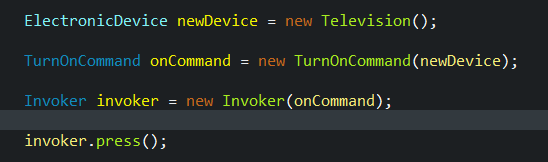 ElectronicDevice newDevice = new Television();
TurnOnCommand onCommand = new TurnOnCommand(newDevice);
Invoker invoker = new Invoker(onCommand);
invoker.press();